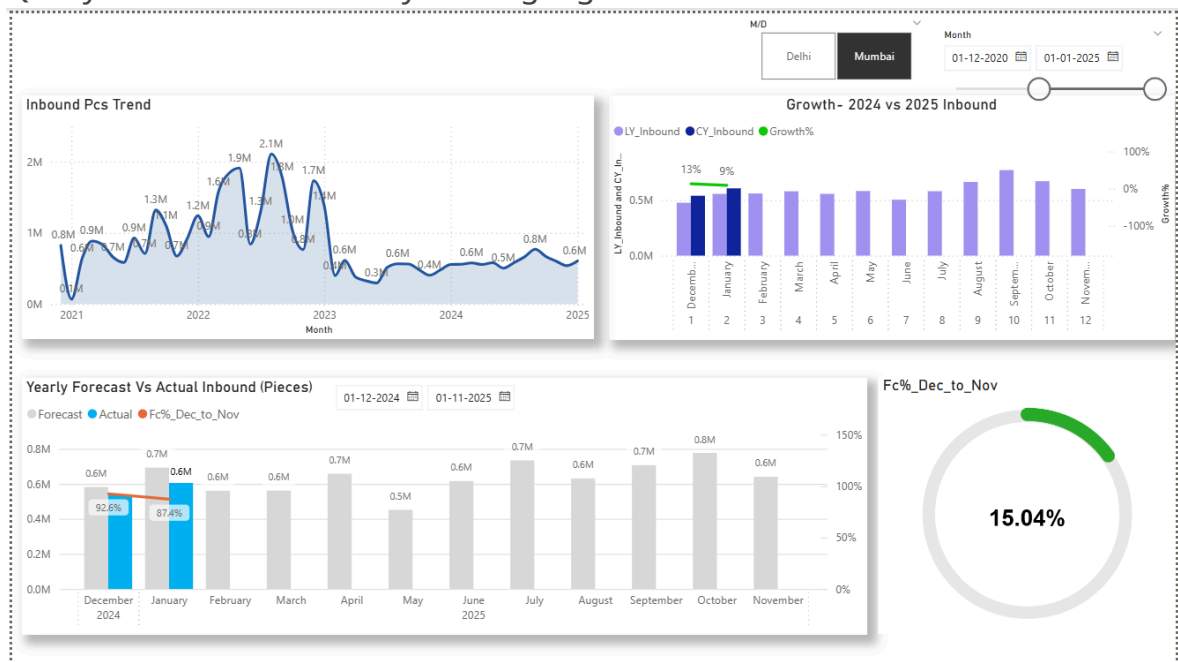 M/D
Delhi
Mumbai
Month
01-12-2020
01-01-2025
Inbound Pcs Trend
2M
1M
0M
0.8M
0.1M
0.6M
0.9M
0.7M
0.9M
0.7M
1.3M
1.1M
0.7M
1.2M
0.9M
1.6M
1.9M
1.3M
2.1M
1.0M
0.8M
1.7M
1.4M
0.6M
0.3M
0.6M
0.4M
0.6M
0.5M
0.8M
0.6M
2021
2022
2023
2024
2025
Month
Growth- 2024 vs 2025 Inbound
LY_Inbound CY_Inbound Growth%
LY_Inbound and CY_In...
0.5M
0.0M
13%
9%
100%
0%
-100%
Growth%
Decemb...
January
February
March
April
May
June
July
August
Septem...
October
Novem...
1 2 3 4 5 6 7 8 9 10 11 12
Yearly Forecast Vs Actual Inbound (Pieces)
01-12-2024
01-11-2025
Forecast Actual Fc%_Dec_to_Nov
0.8M
0.6M
0.4M
0.2M
0.0M
0.6M
92.6%
0.7M
0.6M
87.4%
0.6M
0.6M
0.7M
0.5M
0.6M
0.7M
0.6M
0.7M
0.8M
0.6M
150%
100%
50%
0%
December January February March April May June July August September October November
2024 2025
Fc%_Dec_to_Nov
15.04%